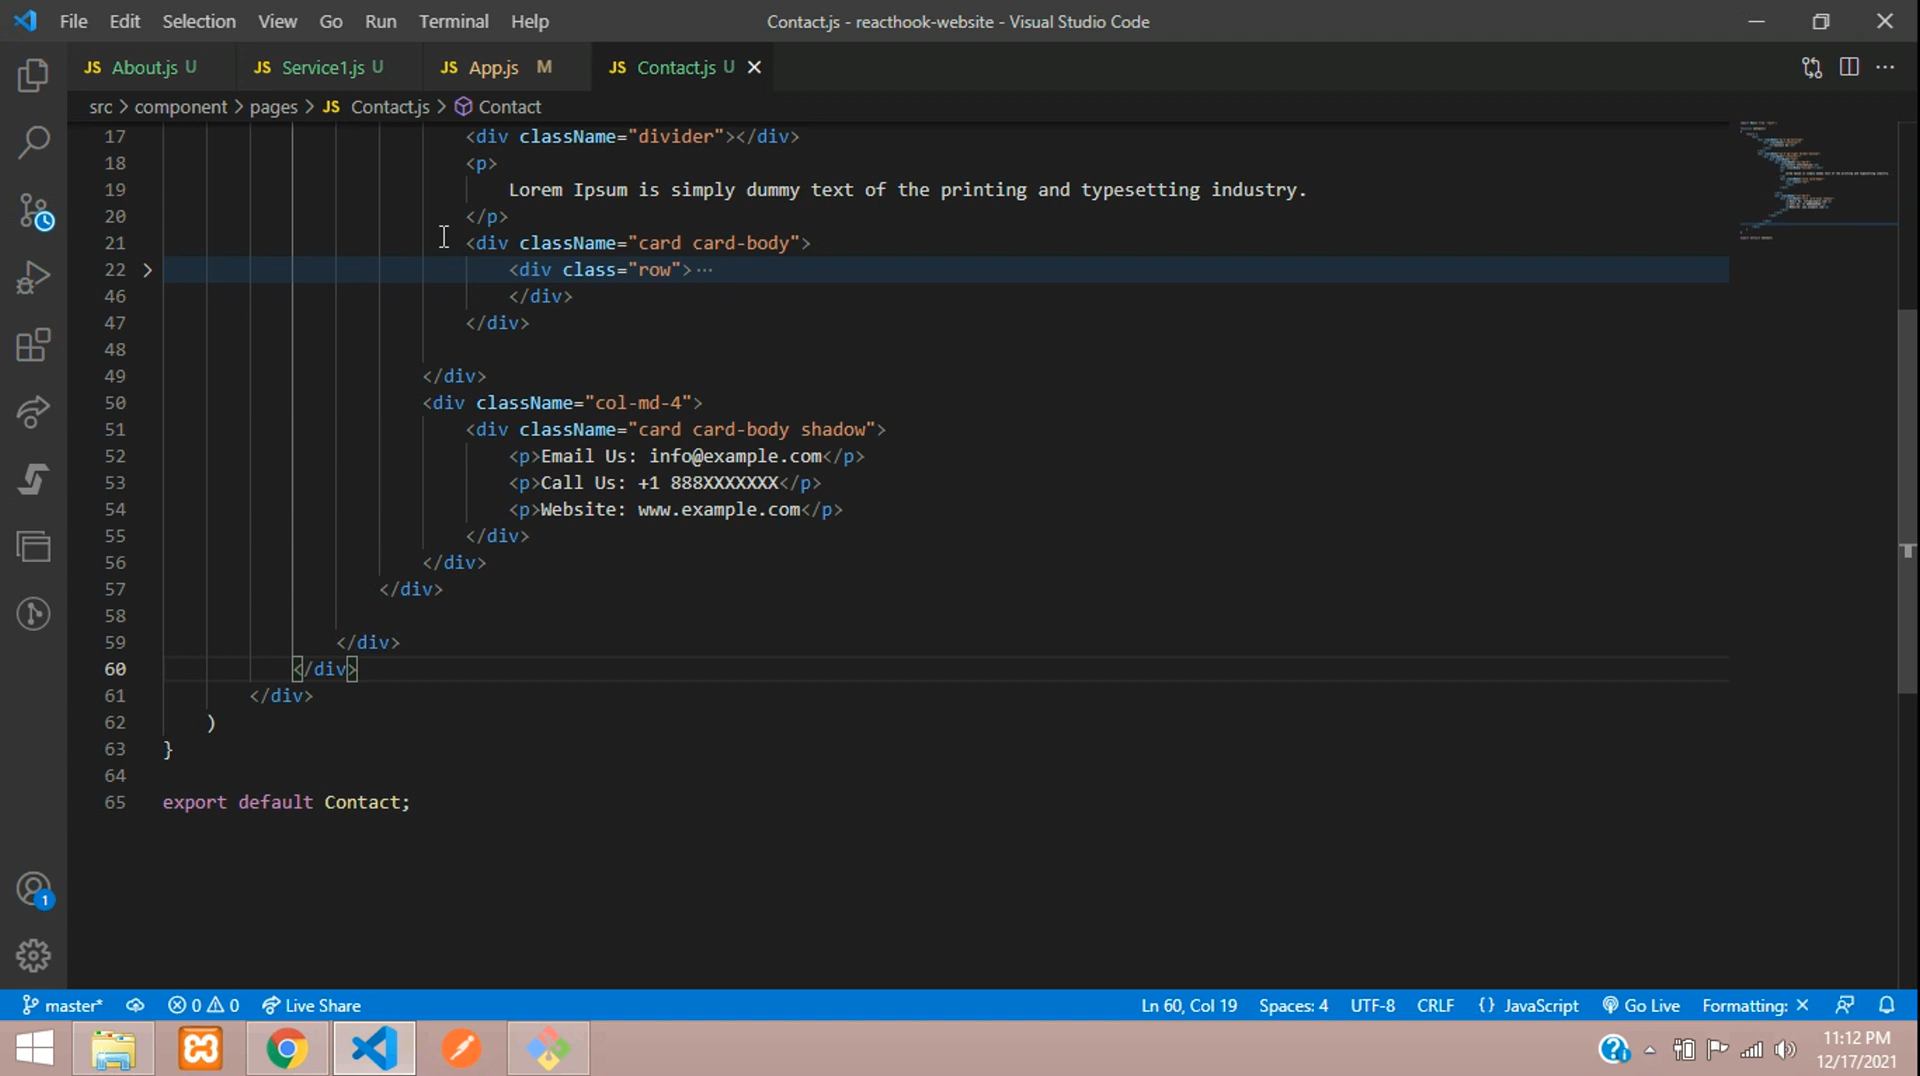 File Edit Selection View Go Run Terminal Help Contact.js - reacthook-website - Visual Studio Code
JS About.js U JS Service1.js U JS App.js M JS Contact.js U
src > component > pages > JS Contact.js > Contact
17 <div className="divider"></div>
18 <p>
19 Lorem Ipsum is simply dummy text of the printing and typesetting industry.
20 </p>
21 <div className="card card-body">
22 <div class="row"> ···
46 </div>
47 </div>
48
49 </div>
50 <div className="col-md-4">
51 <div className="card card-body shadow">
52 <p>Email Us: info@example.com</p>
53 <p>Call Us: +1 888XXXXXXX</p>
54 <p>Website: www.example.com</p>
55 </div>
56 </div>
57 </div>
58
59 </div>
60 </div>
61 </div>
62 )
63 }
64
65 export default Contact;
1
master* 0 0 Live Share Ln 60, Col 19 Spaces: 4 UTF-8 CRLF {} JavaScript Go Live Formatting: ×
11:12 PM
12/17/2021